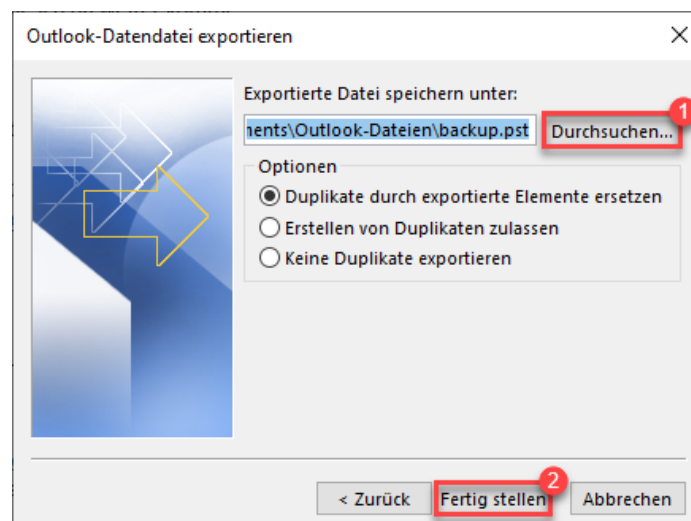 Outlook-Datendatei exportieren
Exportierte Datei speichern unter:
1
nents\Outlook-Dateien\backup.pst
Durchsuchen...
Optionen
Duplikate durch exportierte Elemente ersetzen
Erstellen von Duplikaten zulassen
Keine Duplikate exportieren
2
< Zurück
Fertig stellen
Abbrechen